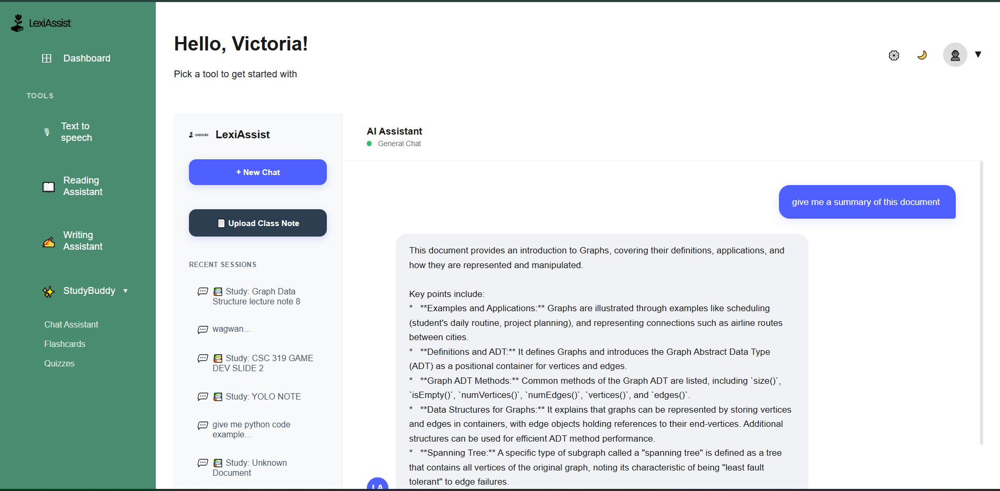 LexiAssist
Dashboard
TOOLS
Text to
speech
Reading
Assistant
Writing
Assistant
StudyBuddy ▼
Chat Assistant
Flashcards
Quizzes
Hello, Victoria!
Pick a tool to get started with
▼
LexiAssist LexiAssist
+ New Chat
Upload Class Note
RECENT SESSIONS
Study: Graph Data
Structure lecture note 8
wagwan...
Study: CSC 319 GAME
DEV SLIDE 2
Study: YOLO NOTE
give me python code
example...
Study: Unknown
Document
AI Assistant
General Chat
give me a summary of this document
This document provides an introduction to Graphs, covering their definitions, applications, and
how they are represented and manipulated.
Key points include:
* **Examples and Applications:** Graphs are illustrated through examples like scheduling
(student's daily routine, project planning), and representing connections such as airline routes
between cities.
* **Definitions and ADT:** It defines Graphs and introduces the Graph Abstract Data Type
(ADT) as a positional container for vertices and edges.
* **Graph ADT Methods:** Common methods of the Graph ADT are listed, including `size()`,
`isEmpty()`, `numVertices()`, `numEdges()`, `vertices()`, and `edges()`.
* **Data Structures for Graphs:** It explains that graphs can be represented by storing vertices
and edges in containers, with edge objects holding references to their end-vertices. Additional
structures can be used for efficient ADT method performance.
* **Spanning Tree:** A specific type of subgraph called a "spanning tree" is defined as a tree
that contains all vertices of the original graph, noting its characteristic of being "least fault
tolerant" to edge failures.
LA